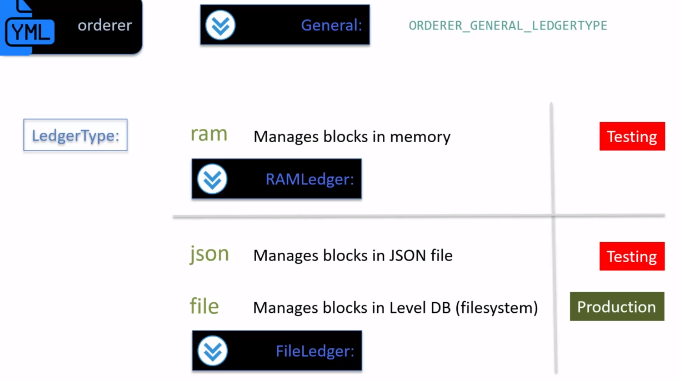 YML
orderer
General:
ORDERER_GENERAL_LEDGERTYPE
LedgerType:
ram Manages blocks in memory Testing
RAMLedger:
json Manages blocks in JSON file Testing
file Manages blocks in Level DB (filesystem) Production
FileLedger: